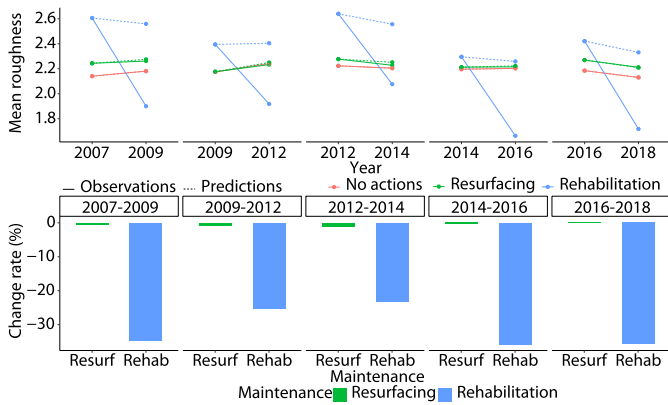 Mean roughness
2.6
2.4
2.2
2.0
1.8
2007 2009 2009 2012 2012 2014 2014 2016 2016 2018
Year
Observations Predictions No actions Resurfacing Rehabilitation
2007-2009 2009-2012 2012-2014 2014-2016 2016-2018
Change rate (%)
0
−10
−20
−30
Resurf Rehab Resurf Rehab Resurf Rehab Resurf Rehab Resurf Rehab
Maintenance
Maintenance Resurfacing Rehabilitation